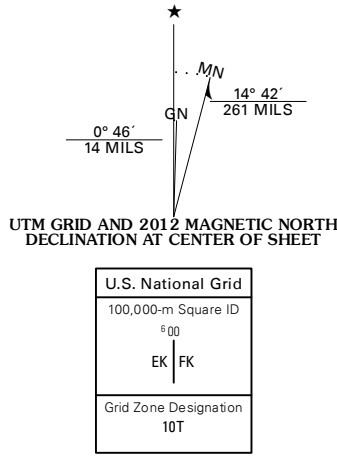 ★
MN
GN
14° 42´
261 MILS
0° 46´
14 MILS
UTM GRID AND 2012 MAGNETIC NORTH
DECLINATION AT CENTER OF SHEET
U.S. National Grid
100,000-m Square ID
⁶00
EK FK
Grid Zone Designation
10T